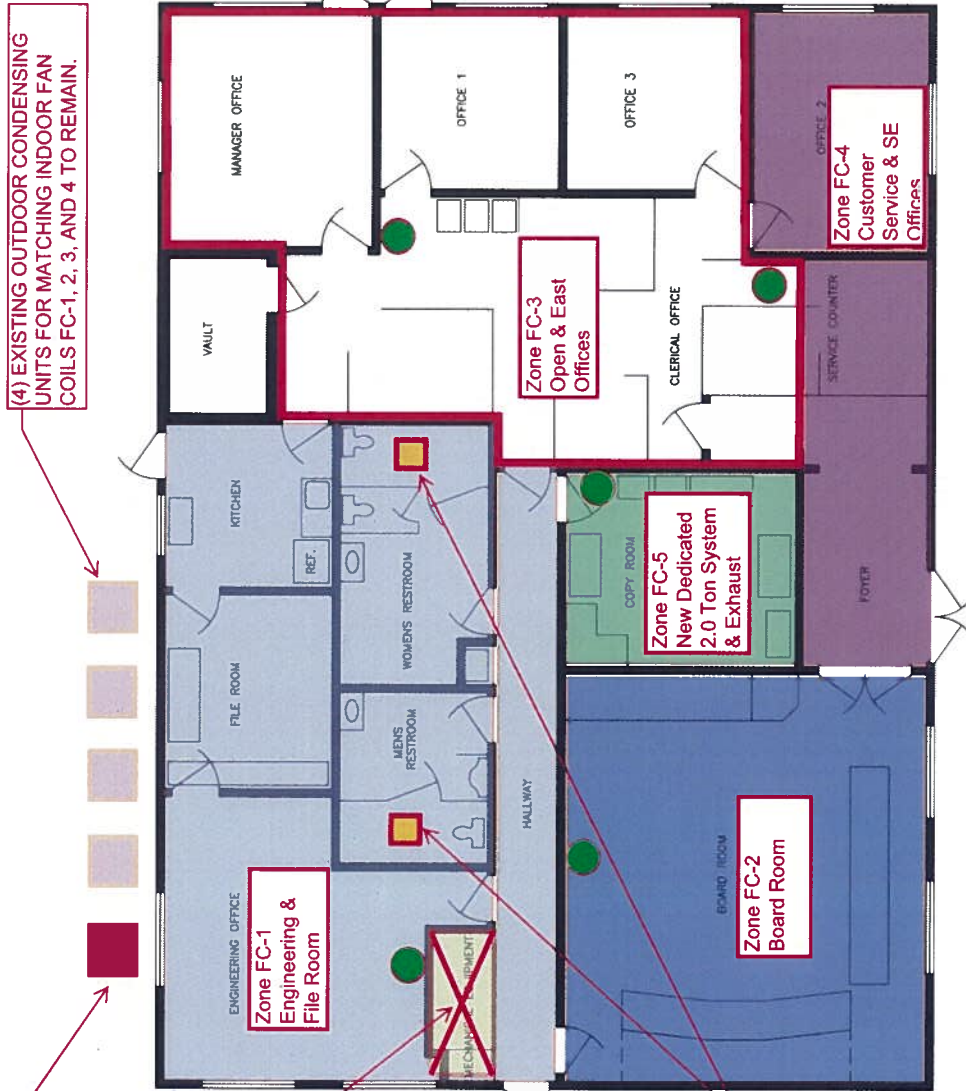 (4) EXISTING OUTDOOR CONDENSING
UNITS FOR MATCHING INDOOR FAN
COILS FC-1, 2, 3, AND 4 TO REMAIN.
MANAGER OFFICE
OFFICE 1
OFFICE 3
OFFICE 2
Zone FC-4
Customer
Service & SE
Offices
VAULT
Zone FC-3
Open & East
Offices
CLERICAL OFFICE
SERVICE COUNTER
KITCHEN
REF.
WOMEN'S RESTROOM
COPY ROOM
Zone FC-5
New Dedicated
2.0 Ton System
& Exhaust
FOYER
FILE ROOM
MEN'S
RESTROOM
HALLWAY
ENGINEERING OFFICE
Zone FC-1
Engineering &
File Room
MECHANICAL EQUIPMENT
BOARD ROOM
Zone FC-2
Board Room